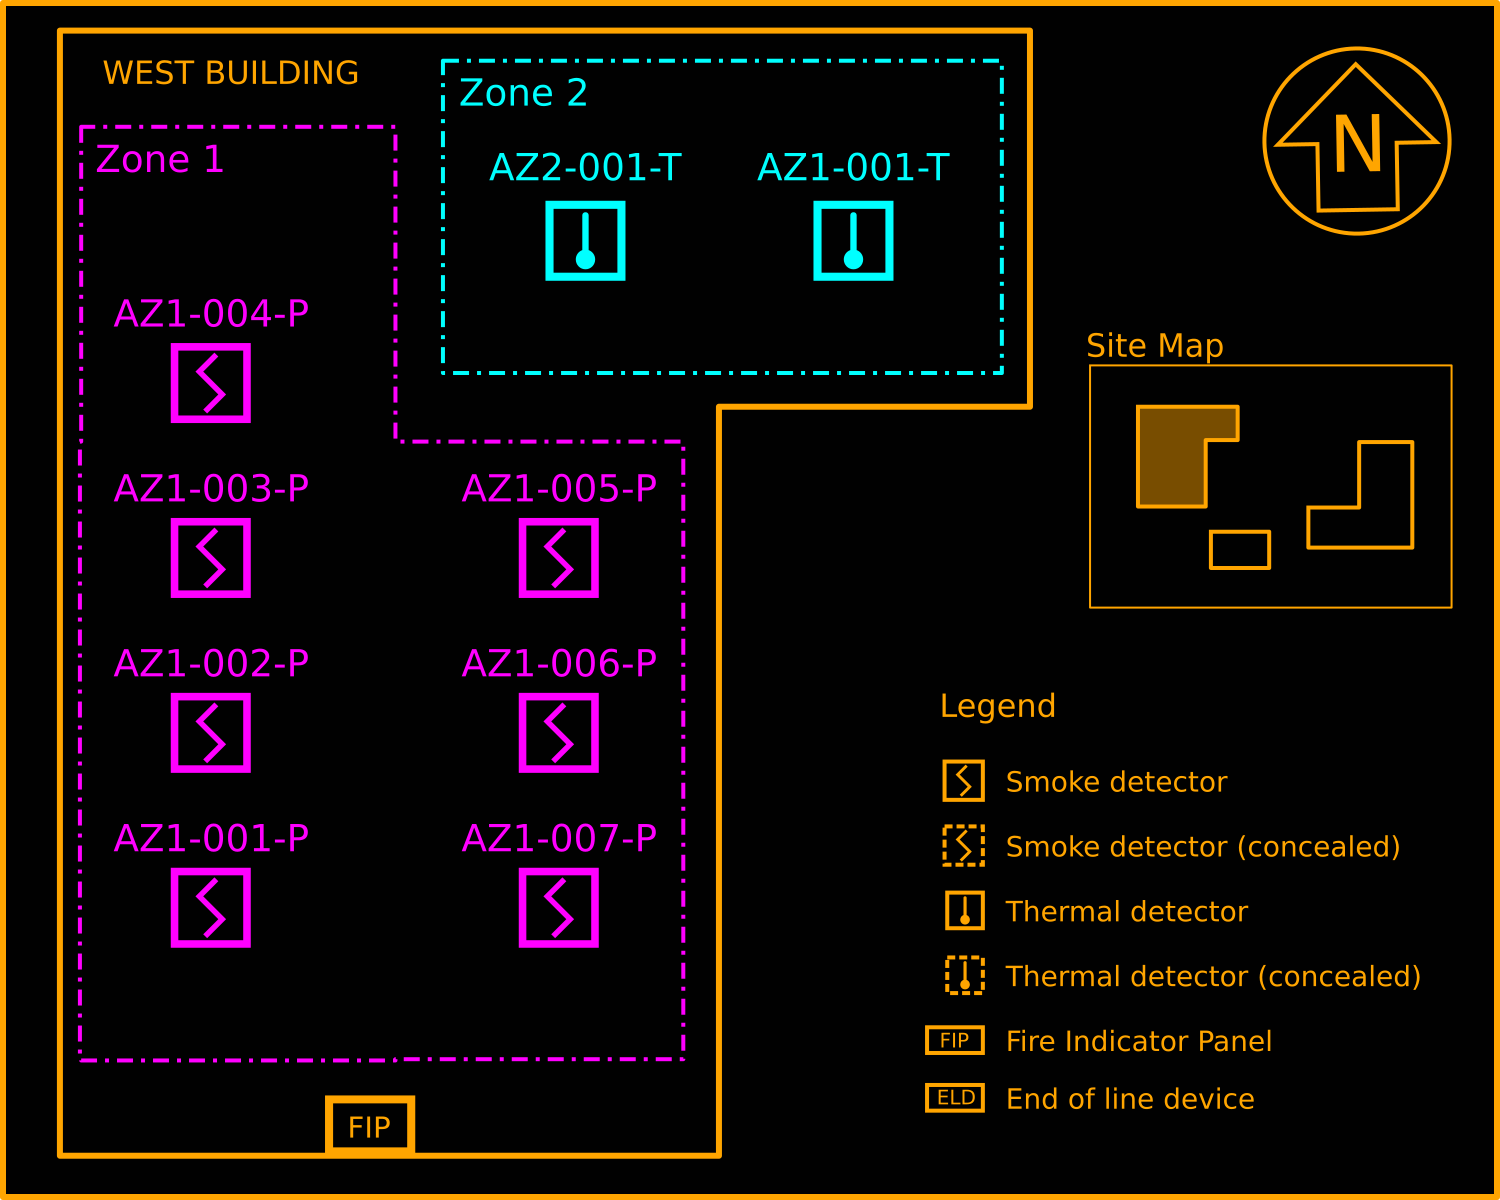 WEST BUILDING
Zone 2
Zone 1
AZ2-001-T
AZ1-001-T
N
AZ1-004-P
Site Map
AZ1-003-P
AZ1-005-P
AZ1-002-P
AZ1-006-P
AZ1-001-P
AZ1-007-P
FIP
Legend
Smoke detector
Smoke detector (concealed)
Thermal detector
Thermal detector (concealed)
FIP Fire Indicator Panel
ELD End of line device